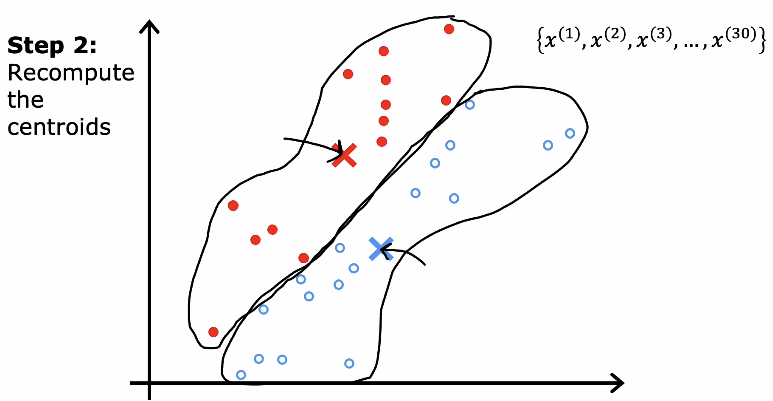 Step 2:
Recompute
the
centroids
{x⁽¹⁾, x⁽²⁾, x⁽³⁾, ..., x⁽³⁰⁾}